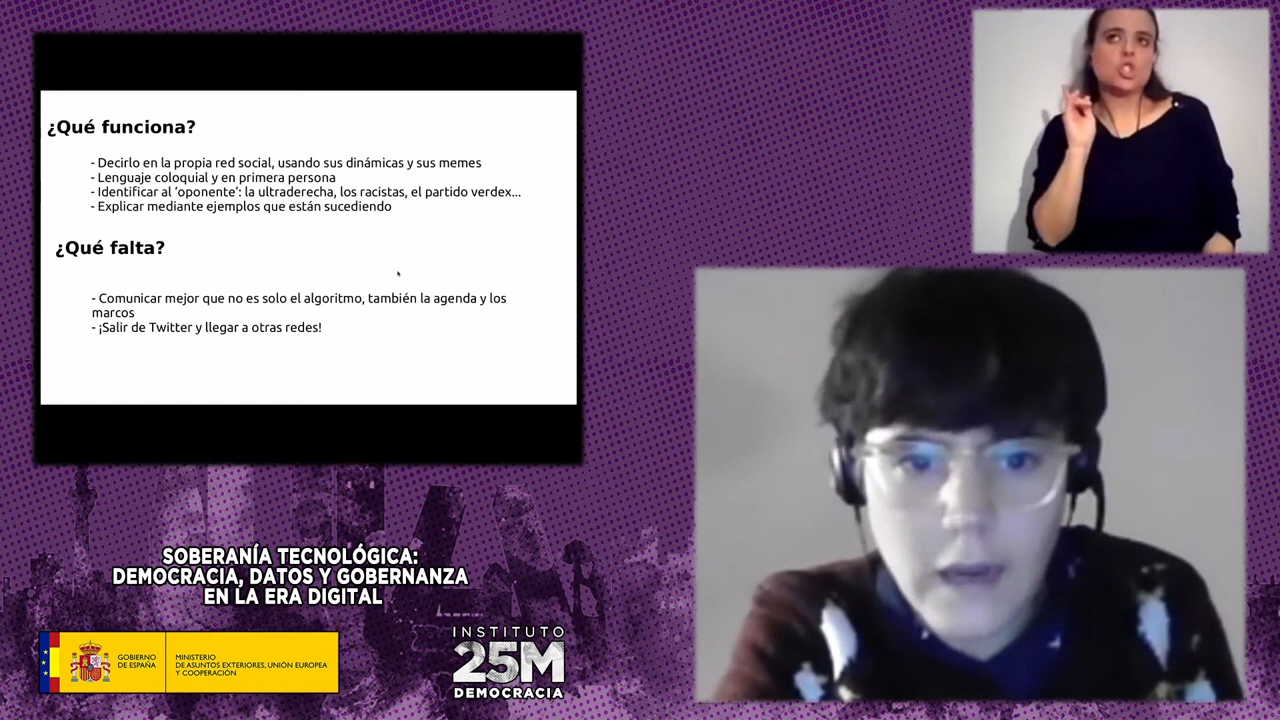 ¿Qué funciona?
- Decirlo en la propia red social, usando sus dinámicas y sus memes
- Lenguaje coloquial y en primera persona
- Identificar al ‘oponente’: la ultraderecha, los racistas, el partido verdex...
- Explicar mediante ejemplos que están sucediendo
¿Qué falta?
- Comunicar mejor que no es solo el algoritmo, también la agenda y los
marcos
- ¡Salir de Twitter y llegar a otras redes!
SOBERANÍA TECNOLÓGICA:
DEMOCRACIA, DATOS Y GOBERNANZA
EN LA ERA DIGITAL
GOBIERNO
DE ESPAÑA
MINISTERIO
DE ASUNTOS EXTERIORES, UNIÓN EUROPEA
Y COOPERACIÓN
INSTITUTO
25M
DEMOCRACIA